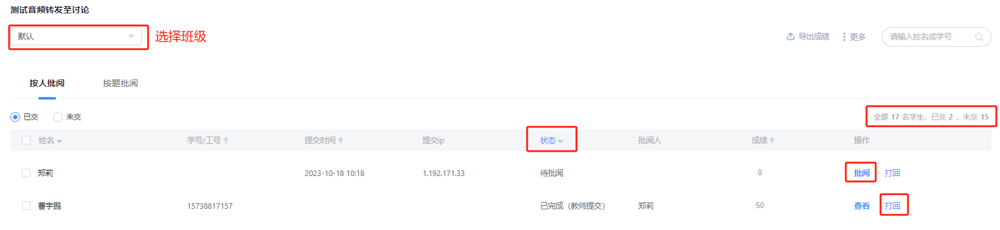 测试音频转发至讨论
默认 选择班级 导出成绩 更多 请输入姓名或学号
按人批阅 按题批阅
已交 未交 全部 17 名学生，已交 2 ，未交 15
姓名 学号/工号 提交时间 提交ip 状态 批阅人 成绩 操作
郑莉 2023-10-18 10:18 1.192.171.33 待批阅 0 批阅 打回
曹宇鹏 15738817157 已完成（教师提交） 郑莉 50 查看 打回